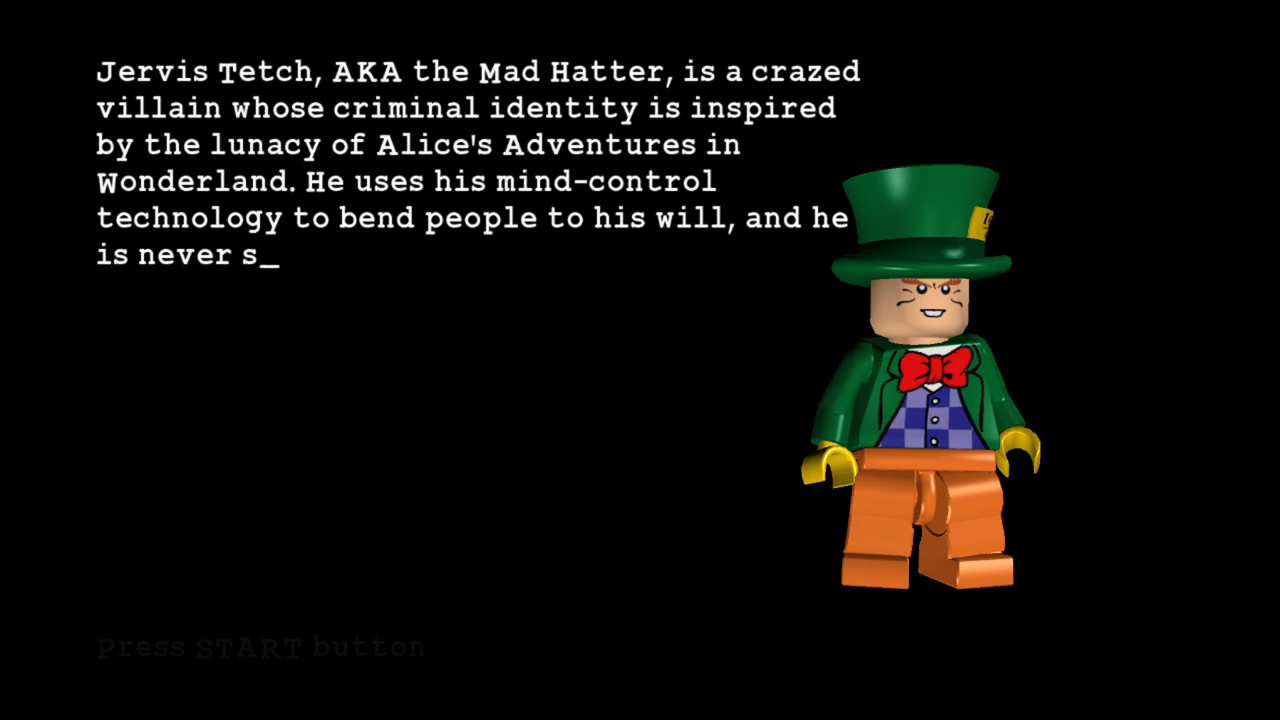 Jervis Tetch, AKA the Mad Hatter, is a crazed
villain whose criminal identity is inspired
by the lunacy of Alice's Adventures in
Wonderland. He uses his mind-control
technology to bend people to his will, and he
is never s_
Press START button